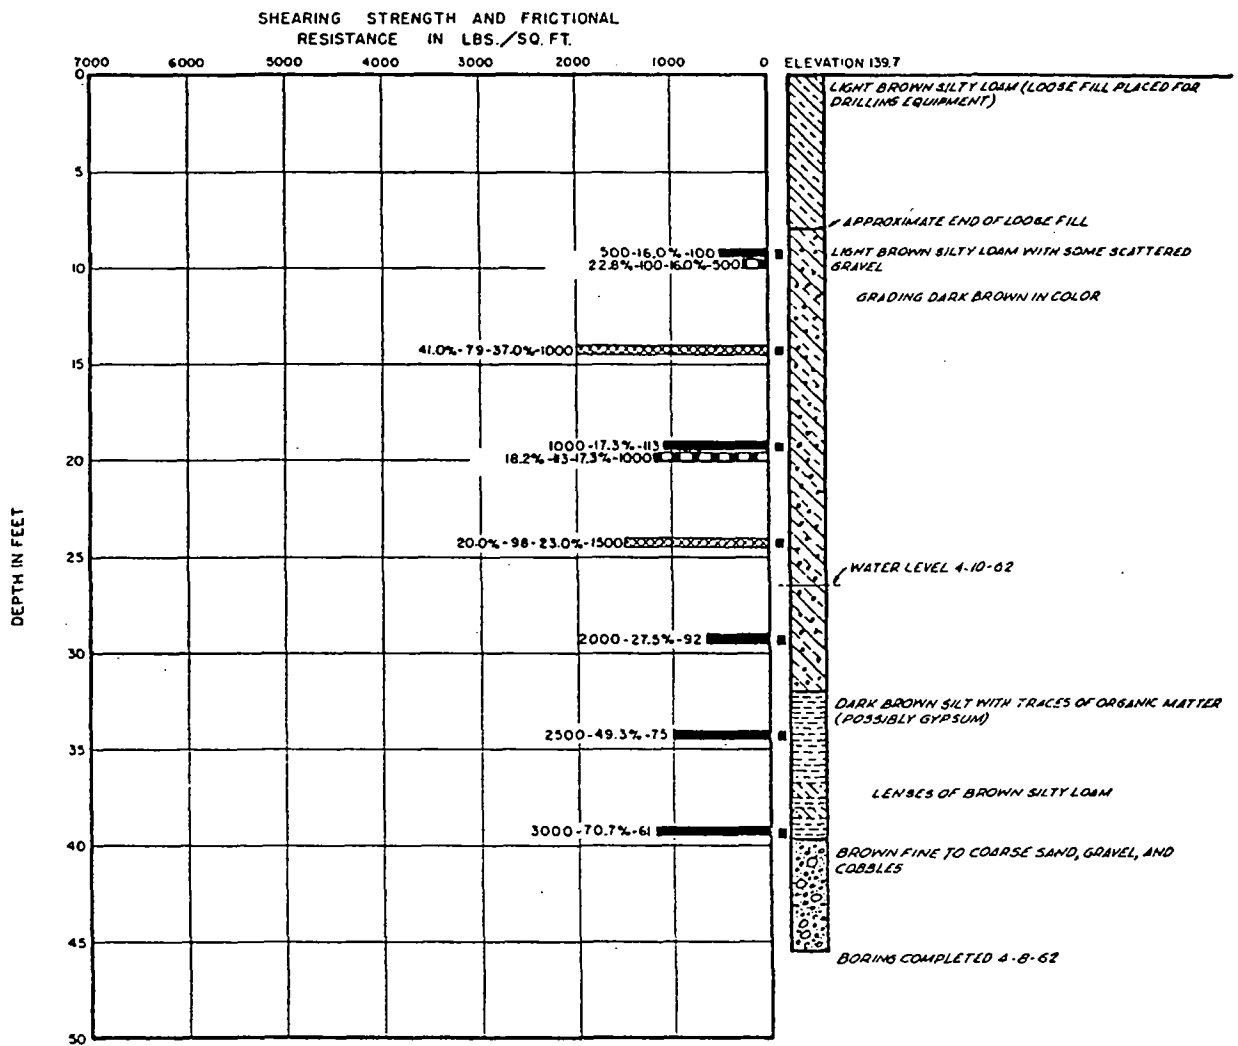 SHEARING STRENGTH AND FRICTIONAL
RESISTANCE IN LBS./SQ. FT.
7000 6000 5000 4000 3000 2000 1000 0 ELEVATION 139.7
0
LIGHT BROWN SILTY LOAM (LOOSE FILL PLACED FOR
DRILLING EQUIPMENT)
5
APPROXIMATE END OF LOOSE FILL
500-16.0%-100
LIGHT BROWN SILTY LOAM WITH SOME SCATTERED
GRAVEL
22.8%-100-16.0%-500
10
GRADING DARK BROWN IN COLOR
41.0%-79-37.0%-1000
15
1000-17.3%-113
18.2%-113-17.3%-1000
20
20.0%-98-23.0%-1500
25
WATER LEVEL 4-10-62
2000-27.5%-92
30
DARK BROWN SILT WITH TRACES OF ORGANIC MATTER
(POSSIBLY GYPSUM)
2500-49.3%-75
35
LENSES OF BROWN SILTY LOAM
3000-70.7%-61
40
BROWN FINE TO COARSE SAND, GRAVEL, AND
COBBLES
45
BORING COMPLETED 4-8-62
50
DEPTH IN FEET